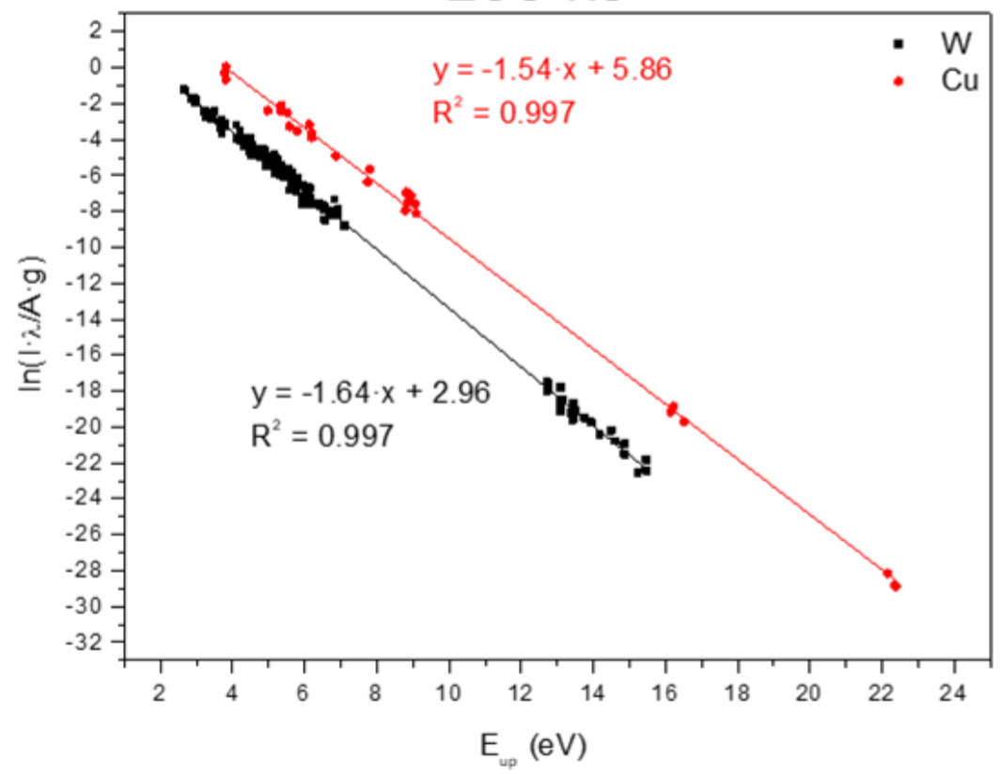 W
Cu
y = -1.54·x + 5.86
R² = 0.997
y = -1.64·x + 2.96
R² = 0.997
ln(I·λ/A·g)
2
0
-2
-4
-6
-8
-10
-12
-14
-16
-18
-20
-22
-24
-26
-28
-30
-32
2 4 6 8 10 12 14 16 18 20 22 24
E_up (eV)